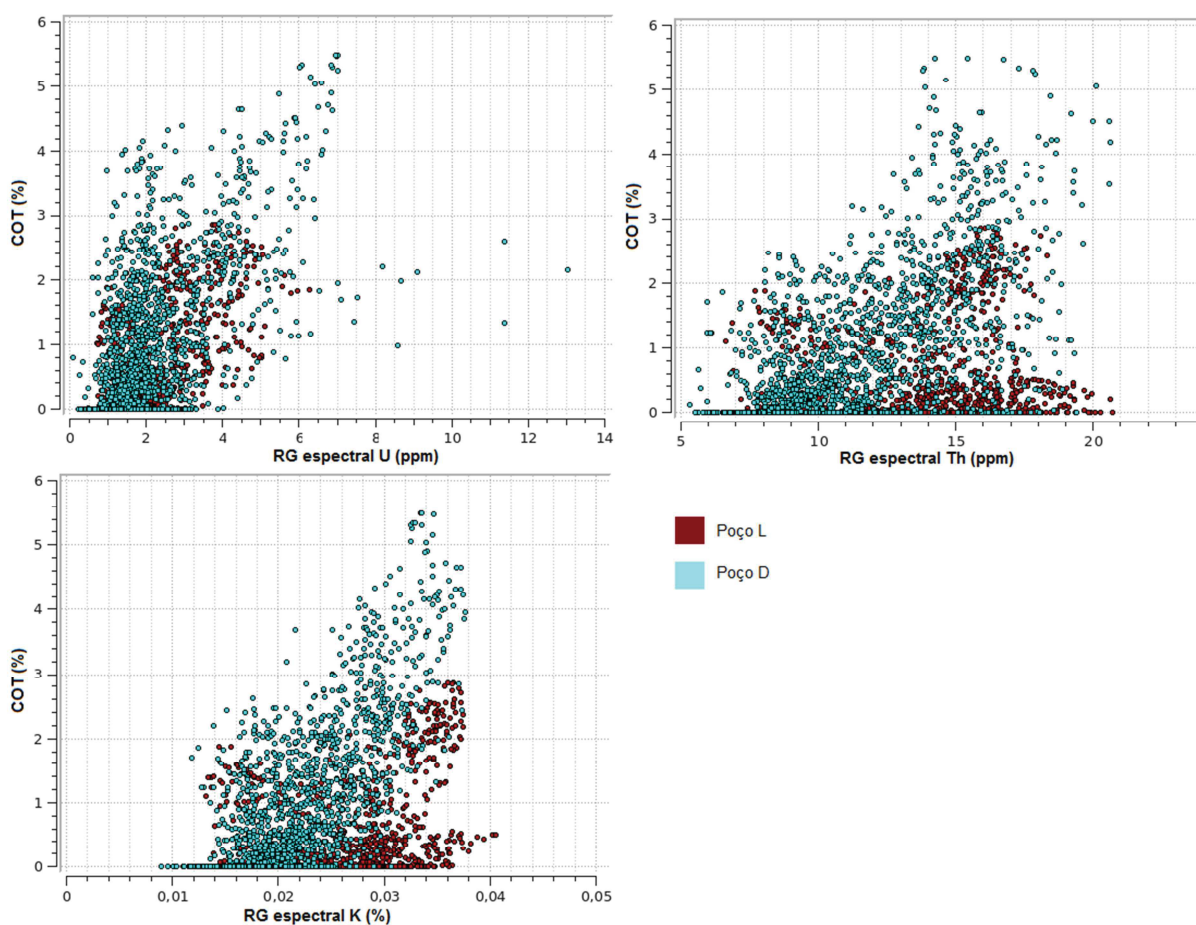 6
5
4
3
2
1
0
COT (%)
0 2 4 6 8 10 12 14
RG espectral U (ppm)
6
5
4
3
2
1
0
COT (%)
5 10 15 20
RG espectral Th (ppm)
6
5
4
3
2
1
0
COT (%)
0 0,01 0,02 0,03 0,04 0,05
RG espectral K (%)
Poço L
Poço D